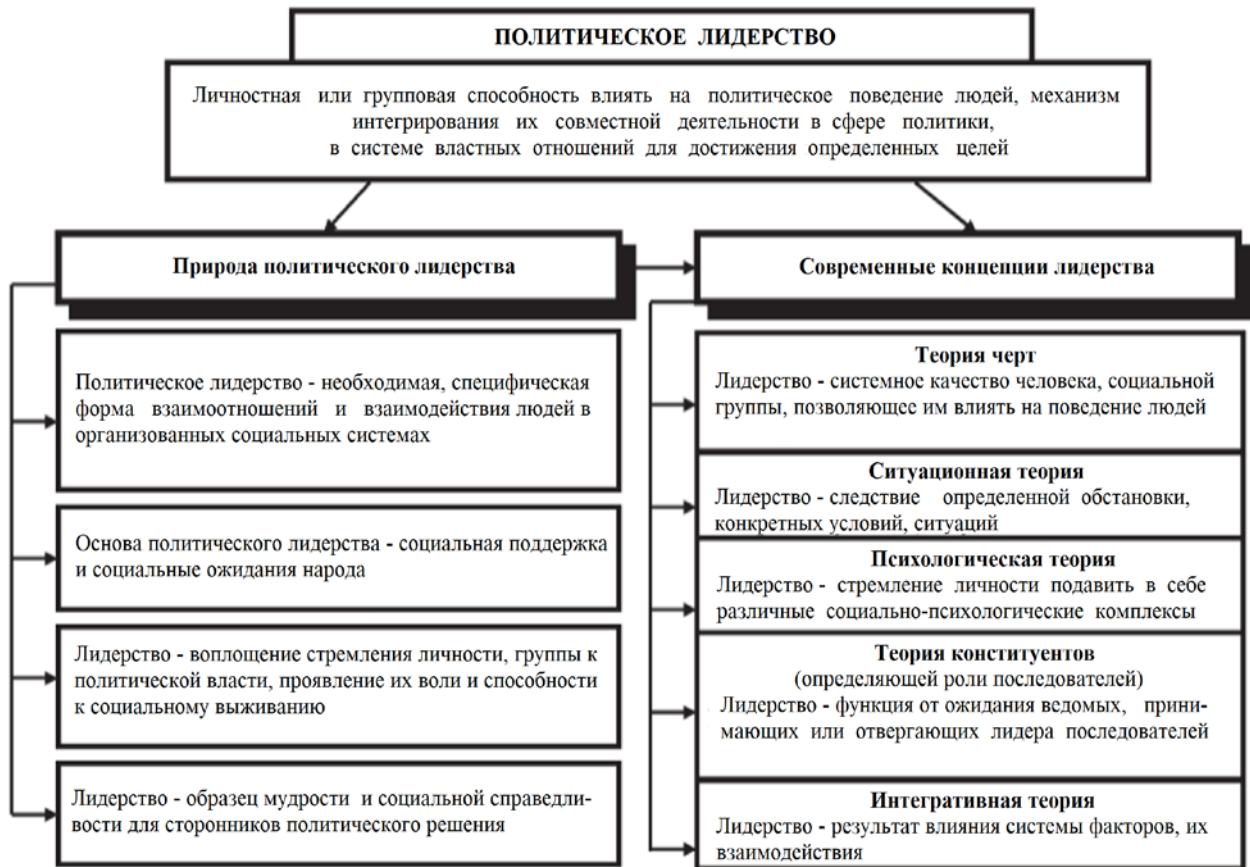 ПОЛИТИЧЕСКОЕ ЛИДЕРСТВО
Личностная или групповая способность влиять на политическое поведение людей, механизм
интегрирования их совместной деятельности в сфере политики,
в системе властных отношений для достижения определенных целей
Природа политического лидерства
Политическое лидерство - необходимая, специфическая
форма взаимоотношений и взаимодействия людей в
организованных социальных системах
Основа политического лидерства - социальная поддержка
и социальные ожидания народа
Лидерство - воплощение стремления личности, группы к
политической власти, проявление их воли и способности
к социальному выживанию
Лидерство - образец мудрости и социальной справедли-
вости для сторонников политического решения
Современные концепции лидерства
Теория черт
Лидерство - системное качество человека, социальной
группы, позволяющее им влиять на поведение людей
Ситуационная теория
Лидерство - следствие определенной обстановки,
конкретных условий, ситуаций
Психологическая теория
Лидерство - стремление личности подавить в себе
различные социально-психологические комплексы
Теория конституентов
(определяющей роли последователей)
Лидерство - функция от ожидания ведомых, прини-
мающих или отвергающих лидера последователей
Интегративная теория
Лидерство - результат влияния системы факторов, их
взаимодействия